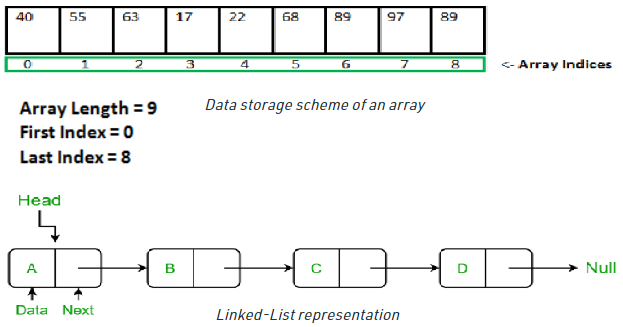 40 55 63 17 22 68 89 97 89
0 1 2 3 4 5 6 7 8 <- Array Indices
Array Length = 9
Data storage scheme of an array
First Index = 0
Last Index = 8
Head
A B C D Null
Data Next
Linked-List representation